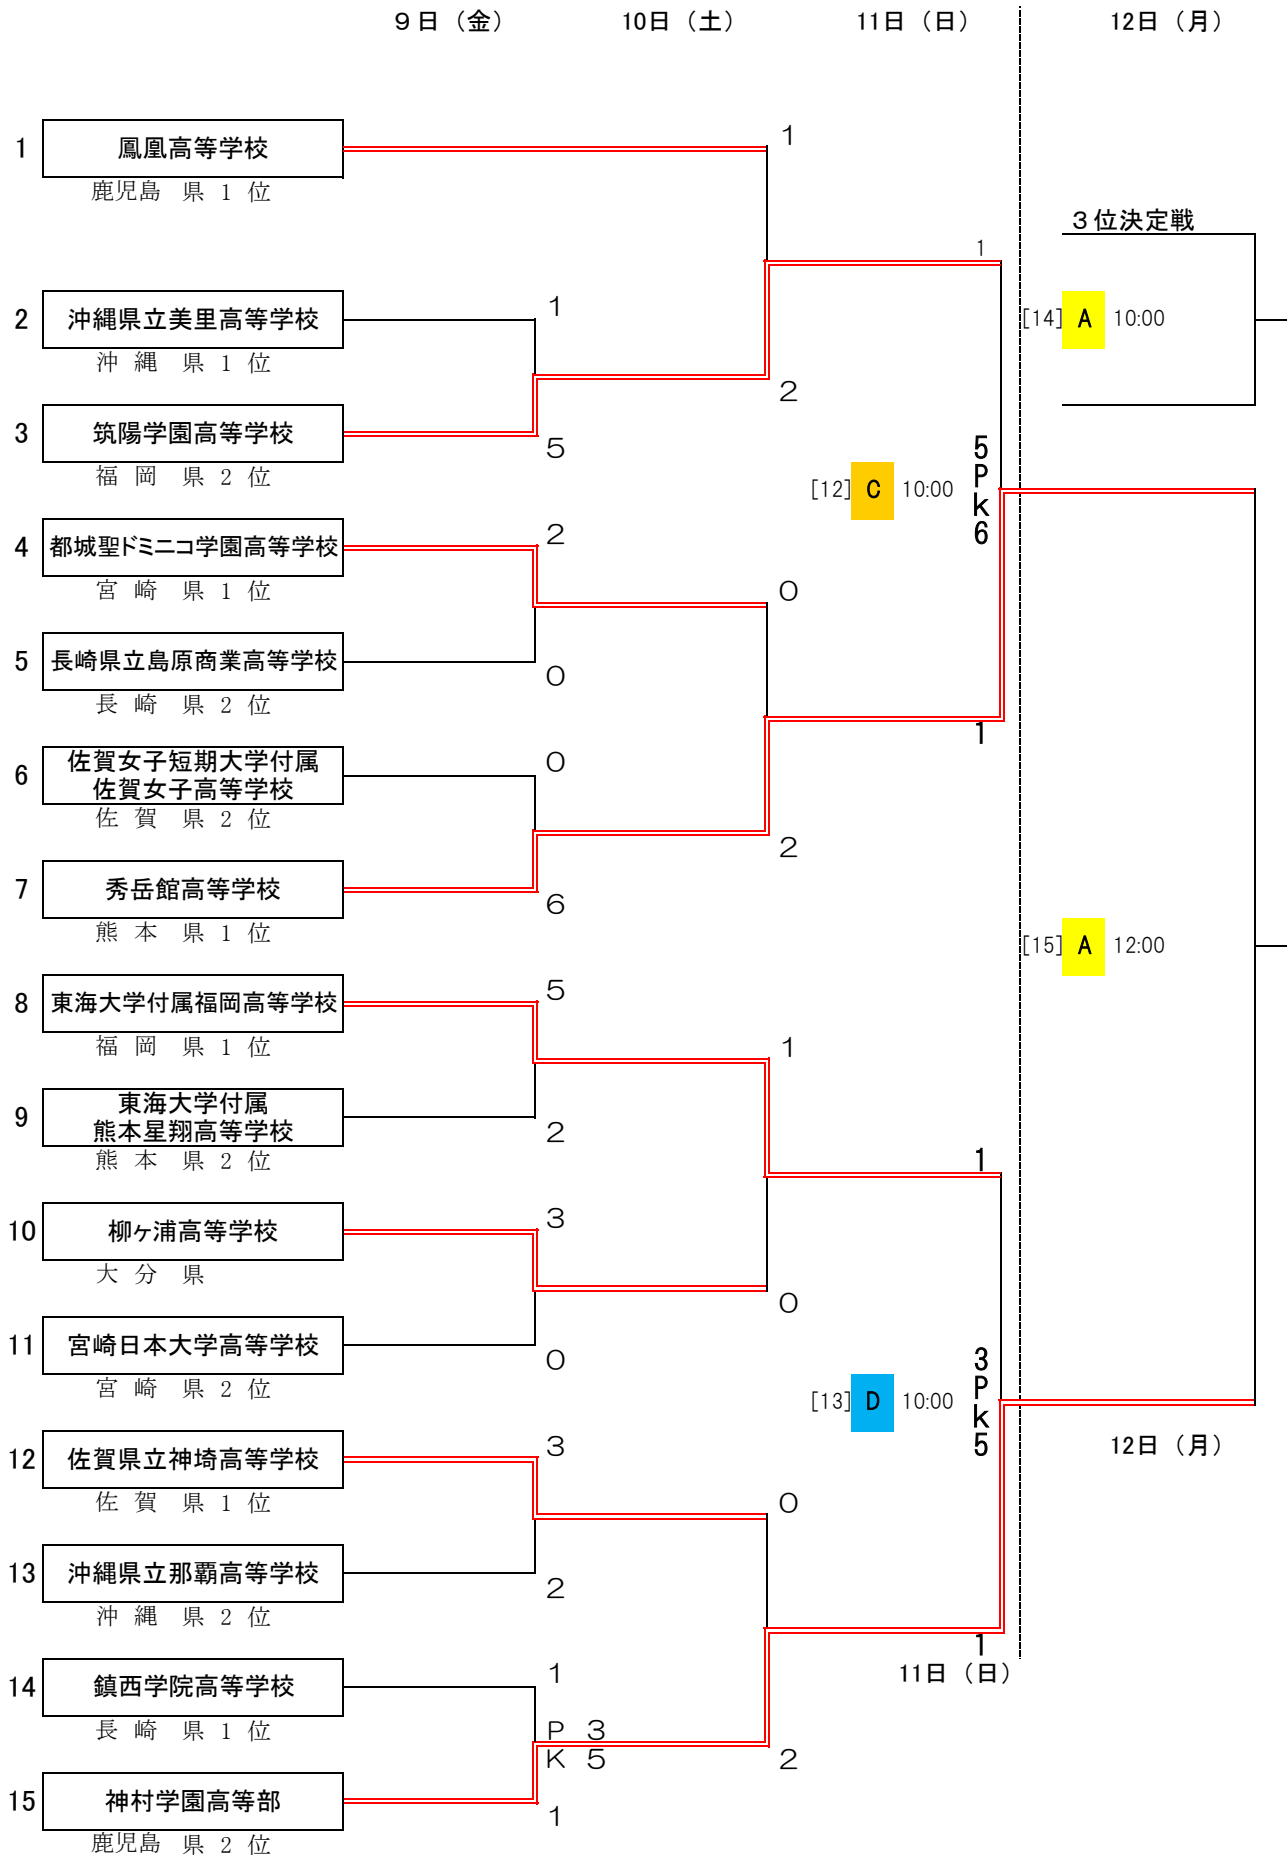 ９日（金）
10日（土）
11日（日）
12日（月）
1
鳳凰高等学校
鹿児島 県 1 位
1
３位決定戦
1
2
沖縄県立美里高等学校
沖 縄 県 1 位
1
[14] A 10:00
3
筑陽学園高等学校
福 岡 県 2 位
5
2
[12] C 10:00
5
P
k
6
4
都城聖ドミニコ学園高等学校
宮 崎 県 1 位
2
0
5
長崎県立島原商業高等学校
長 崎 県 2 位
0
1
6
佐賀女子短期大学付属
佐賀女子高等学校
佐 賀 県 2 位
0
2
7
秀岳館高等学校
熊 本 県 1 位
6
[15] A 12:00
8
東海大学付属福岡高等学校
福 岡 県 1 位
5
1
9
東海大学付属
熊本星翔高等学校
熊 本 県 2 位
2
1
10
柳ヶ浦高等学校
大 分 県
3
0
11
宮崎日本大学高等学校
宮 崎 県 2 位
0
[13] D 10:00
3
P
k
5
12
佐賀県立神埼高等学校
佐 賀 県 1 位
3
0
12日（月）
13
沖縄県立那覇高等学校
沖 縄 県 2 位
2
1
11日（日）
14
鎮西学院高等学校
長 崎 県 1 位
1
P 3
K 5
2
15
神村学園高等部
鹿児島 県 2 位
1